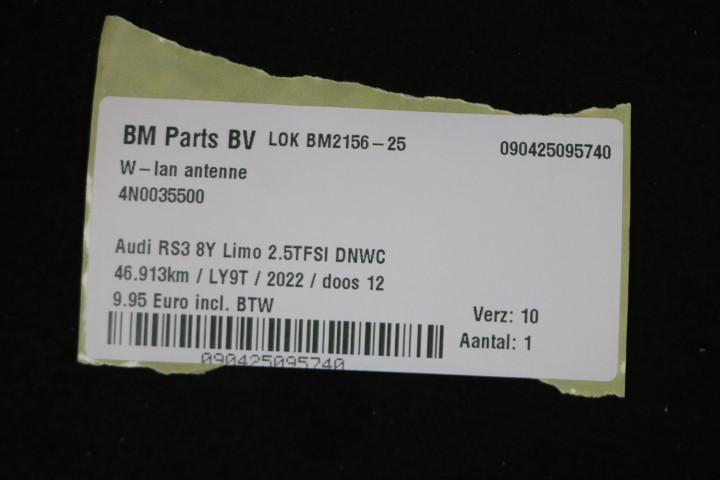 BM Parts BV LOK BM2156-25 090425095740
W-lan antenne
4N0035500
Audi RS3 8Y Limo 2.5TFSI DNWC
46.913km / LY9T / 2022 / doos 12
9.95 Euro incl. BTW
Verz: 10
Aantal: 1
090425095740